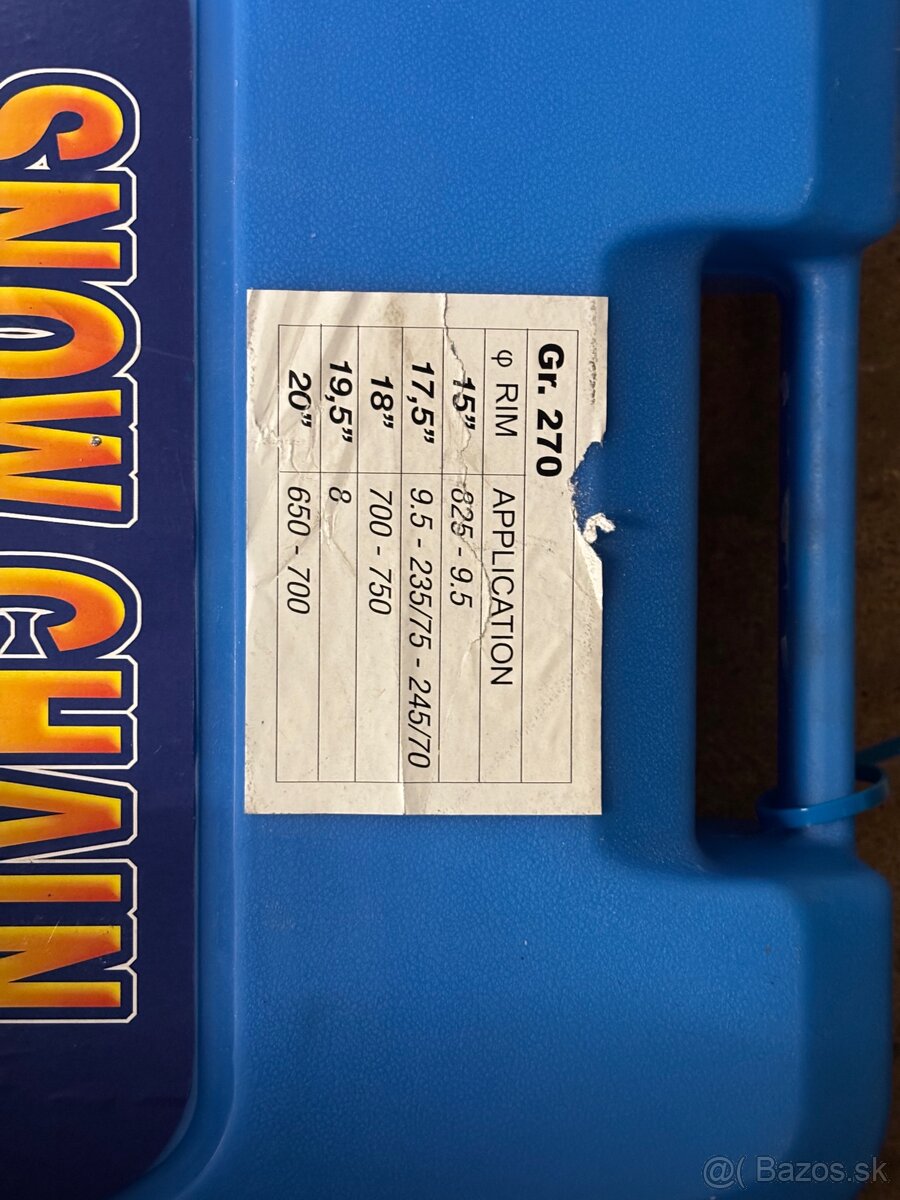 SNOW CHAIN
Gr. 270
φ RIM APPLICATION
15” 825 - 9.5
17,5” 9.5 - 235/75 - 245/70
18” 700 - 750
19,5” 8
20” 650 - 700
@( Bazos.sk